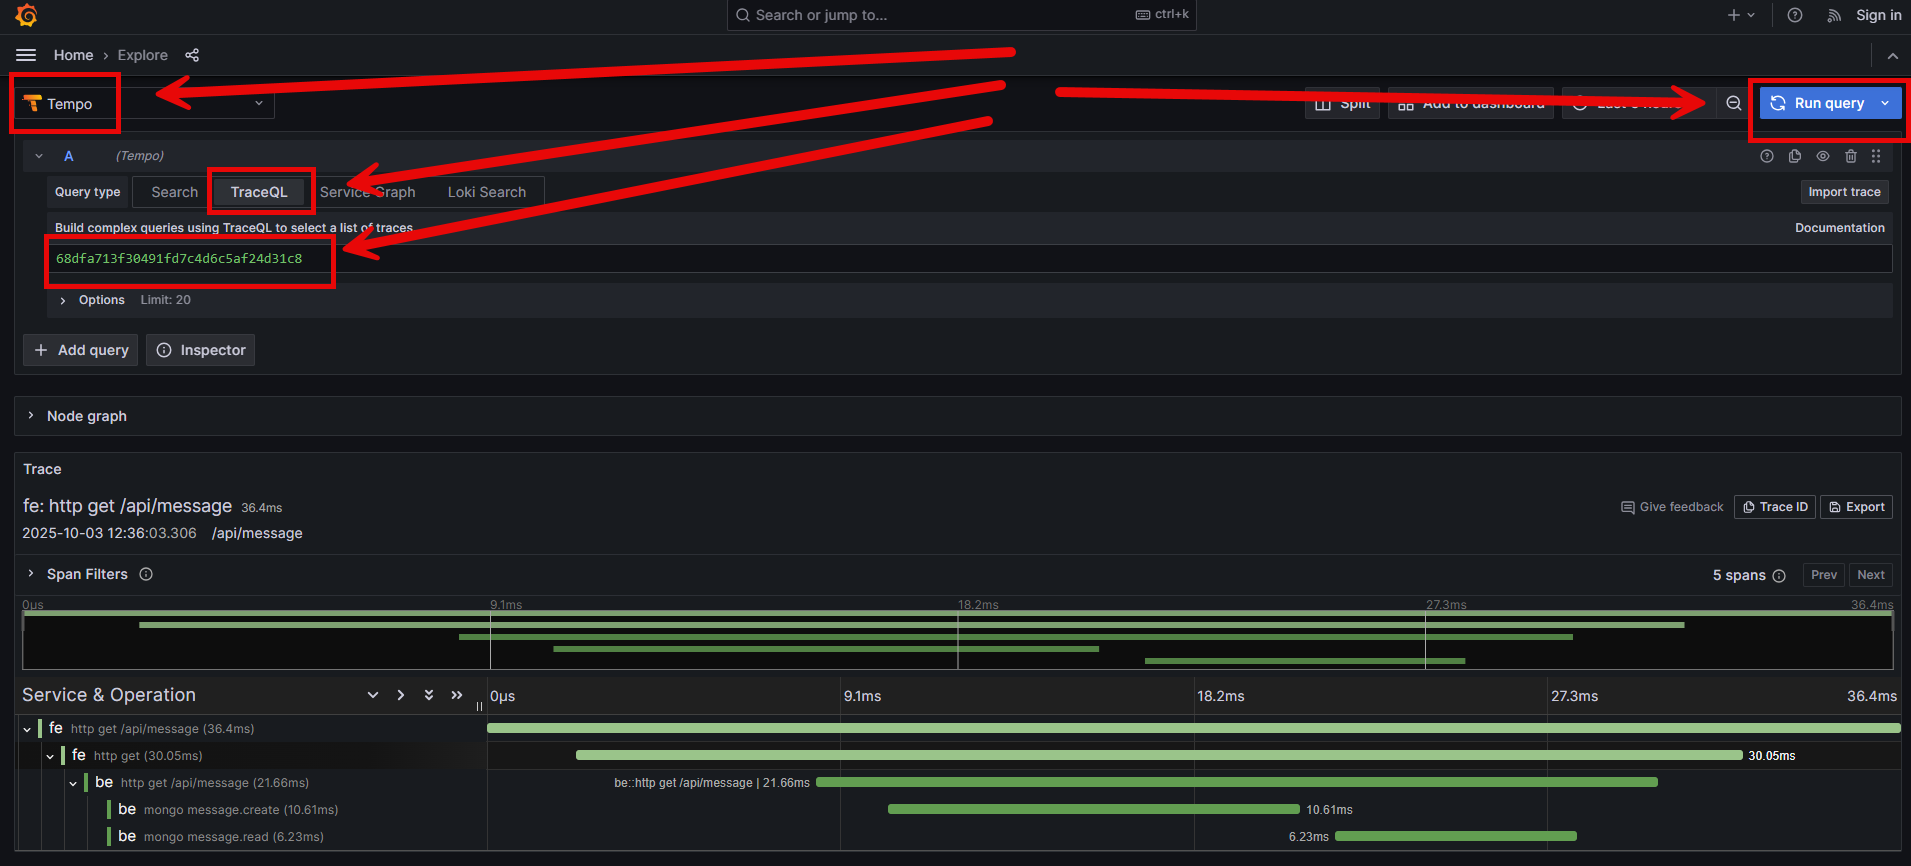 Search or jump to... ctrl+k Sign in
Home › Explore
Tempo Split Add to dashboard Last 3 hours Run query
A (Tempo)
Query type Search TraceQL Service Graph Loki Search Import trace
Build complex queries using TraceQL to select a list of traces Documentation
68dfa713f30491fd7c4d6c5af24d31c8
Options Limit: 20
Add query Inspector
Node graph
Trace
fe: http get /api/message 36.4ms
Give feedback Trace ID Export
2025-10-03 12:36:03.306 /api/message
Span Filters 5 spans Prev Next
0μs 9.1ms 18.2ms 27.3ms 36.4ms
Service & Operation 0μs 9.1ms 18.2ms 27.3ms 36.4ms
fe http get /api/message (36.4ms)
fe http get (30.05ms) 30.05ms
be http get /api/message (21.66ms) be::http get /api/message | 21.66ms
be mongo message.create (10.61ms) 10.61ms
be mongo message.read (6.23ms) 6.23ms